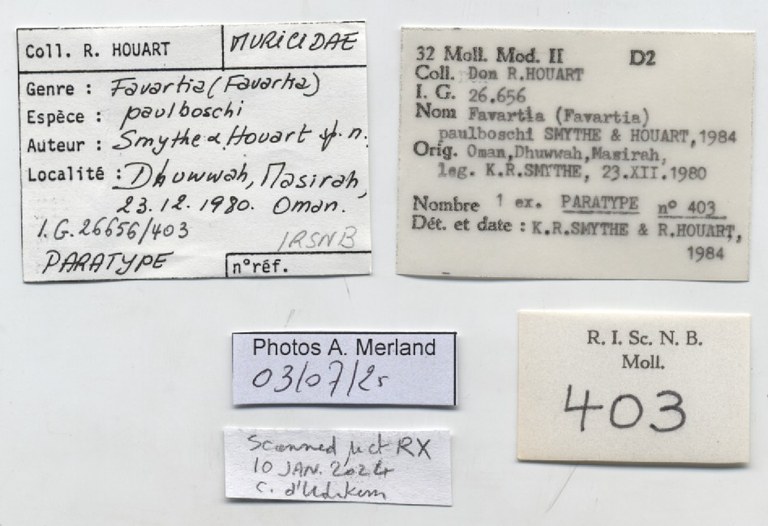 Coll. R. HOUART
MURICIDAE
Genre : Favartia (Favartia)
Espèce : paulboschi
Auteur : Smythe & Houart sp. n.
Localité : Dhuwwah, Masirah,
23.12.1980. Oman.
I.G.26656/403
IRSNB
PARATYPE
n°réf.
32 Moll. Mod. II D2
Coll. Don R.HOUART
I. G. 26.656
Nom Favartia (Favartia)
paulboschi SMYTHE & HOUART,1984
Orig. Oman,Dhuwwah,Masirah,
leg. K.R.SMYTHE, 23.XII.1980
Nombre 1 ex. PARATYPE n° 403
Dét. et date : K.R.SMYTHE & R.HOUART,
1984
Photos A. Merland
03/07/25
Scanned µct RX
10 JAN. 2024
C. d'Udekem
R. I. Sc. N. B.
Moll.
403